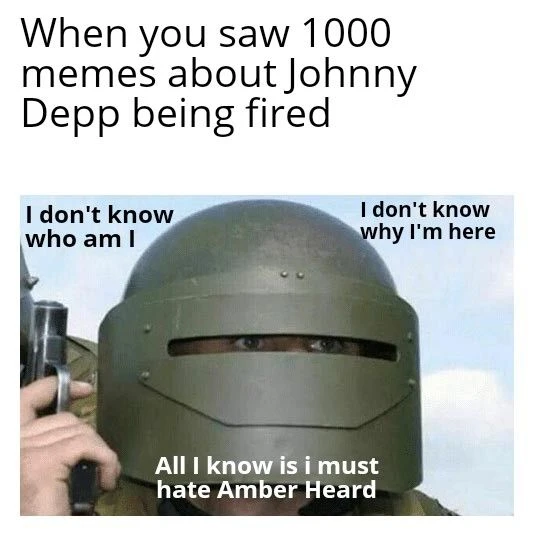 When you saw 1000
memes about Johnny
Depp being fired
I don't know
who am I
I don't know
why I'm here
All I know is i must
hate Amber Heard